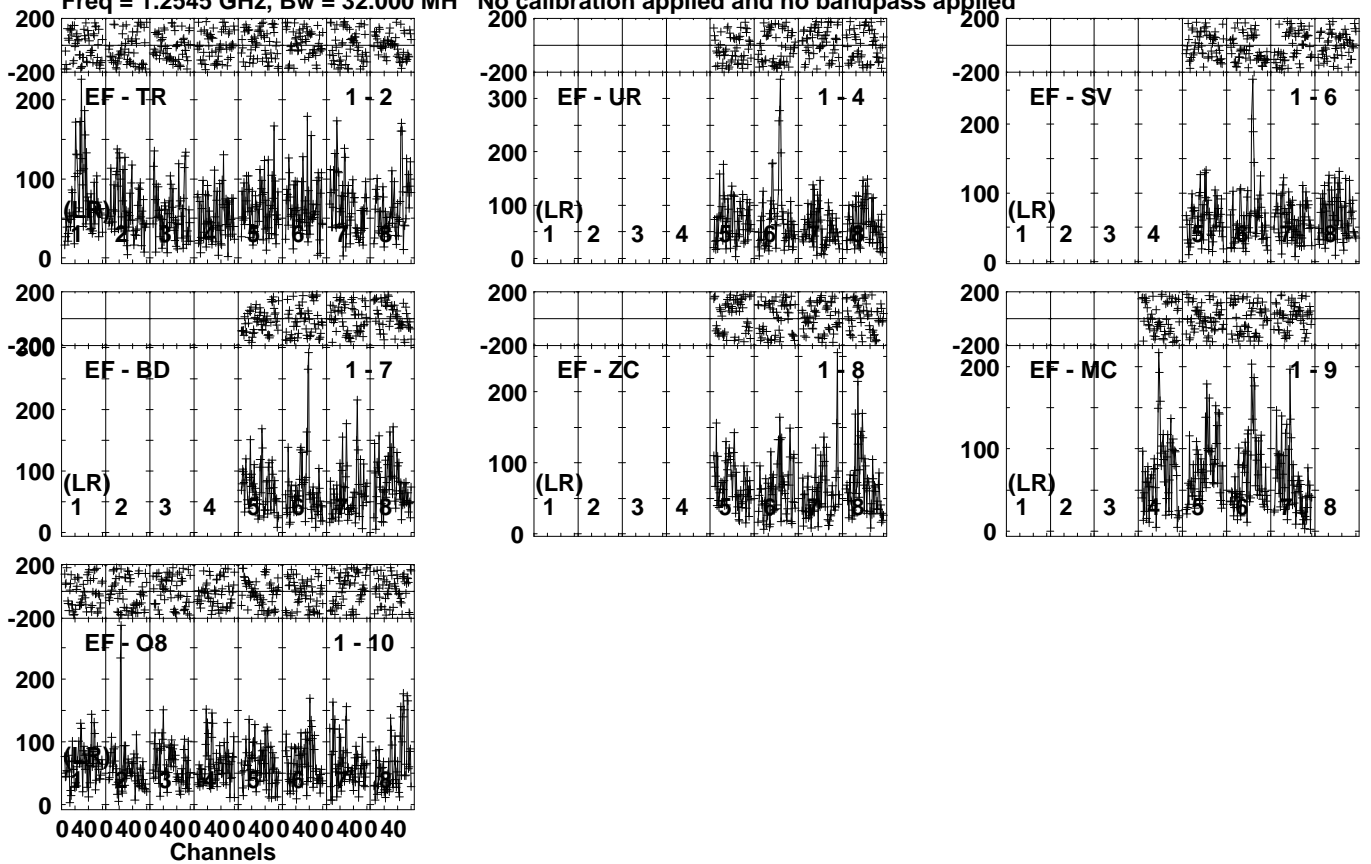 Freq = 1.2545 GHz, Bw = 32.000 MH No calibration applied and no bandpass applied
200
-200
EF - TR 1 - 2
200
100
0
(LR)
1 2 3 4 5 6 7 8
200
-200
EF - UR 1 - 4
300
200
100
0
(LR)
1 2 3 4 5 6 7 8
200
-200
EF - SV 1 - 6
200
100
0
(LR)
1 2 3 4 5 6 7 8
200
-200
300
EF - BD 1 - 7
200
100
0
(LR)
1 2 3 4 5 6 7 8
200
-200
EF - ZC 1 - 8
200
100
0
(LR)
1 2 3 4 5 6 7 8
200
-200
EF - MC 1 - 9
200
100
0
(LR)
1 2 3 4 5 6 7 8
200
-200
EF - O8 1 - 10
200
100
0
(LR)
1 2 3 4 5 6 7 8
0 40 0 40 0 40 0 40 0 40 0 40 0 40 0 40
Channels